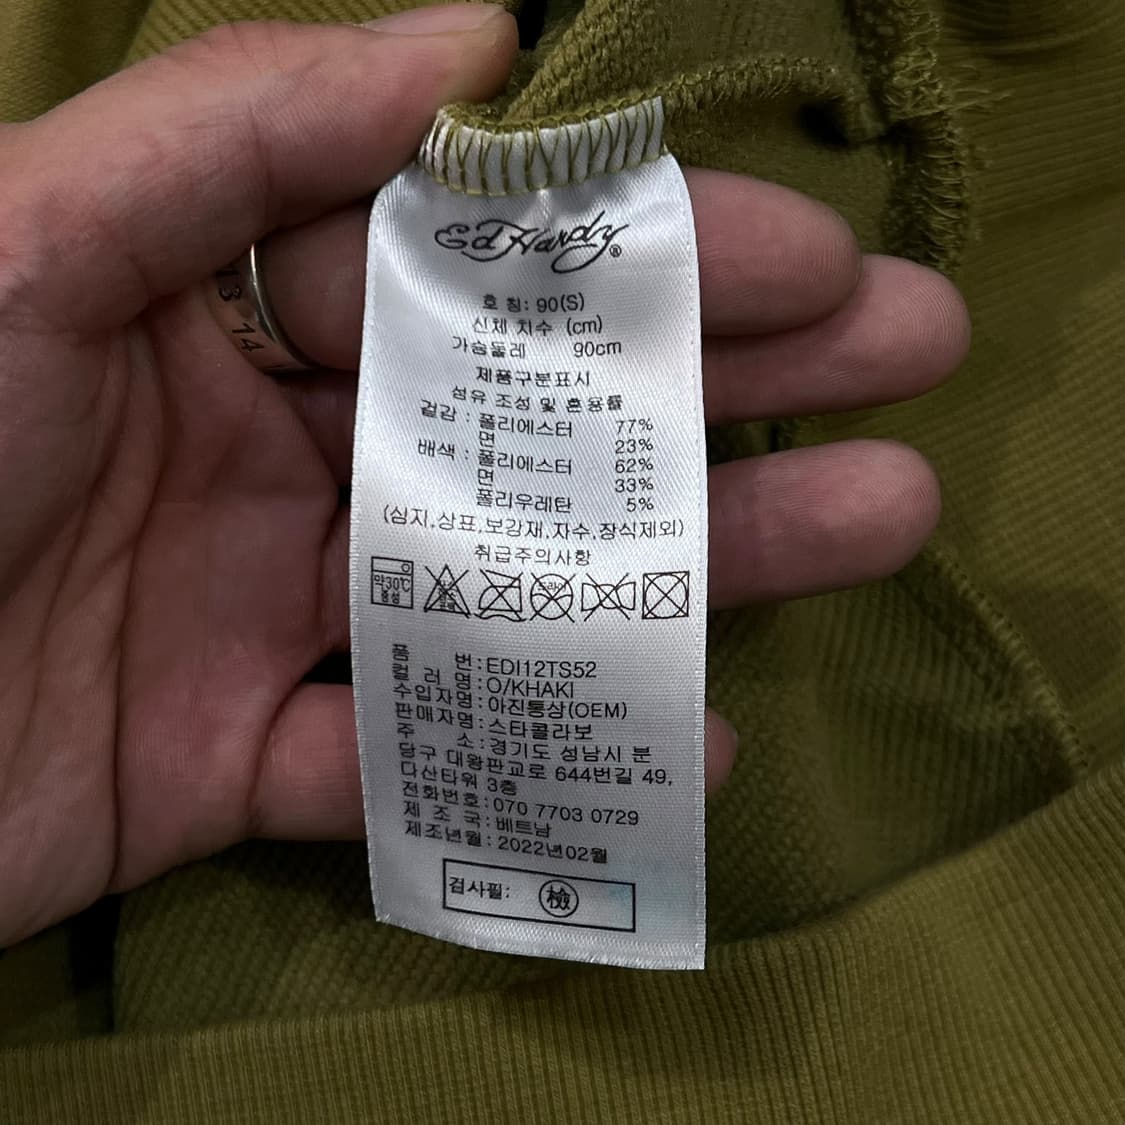 13 14
Ed Hardy®
호 칭: 90(S)
신체 치수 (cm)
가슴둘레 90cm
제품구분표시
섬유 조성 및 혼용률
겉감 : 폴리에스터 77%
면 23%
배색 : 폴리에스터 62%
면 33%
폴리우레탄 5%
(심지,상표,보강재,자수,장식제외)
취급주의사항
약30℃
중성
드라이
품 번:EDI12TS52
컬 러 명:O/KHAKI
수입자명:아진통상(OEM)
판매자명:스타콜라보
주 소:경기도 성남시 분
당구 대왕판교로 644번길 49,
다산타워 3층
전화번호:070 7703 0729
제 조 국:베트남
제조년월:2022년02월
검사필: 檢